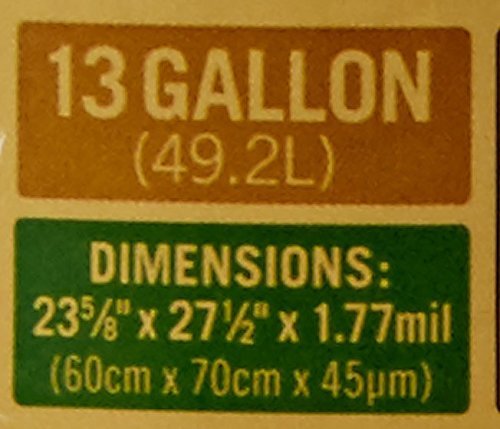 13 GALLON
(49.2L)
DIMENSIONS:
23⅝" x 27½" x 1.77mil
(60cm x 70cm x 45µm)